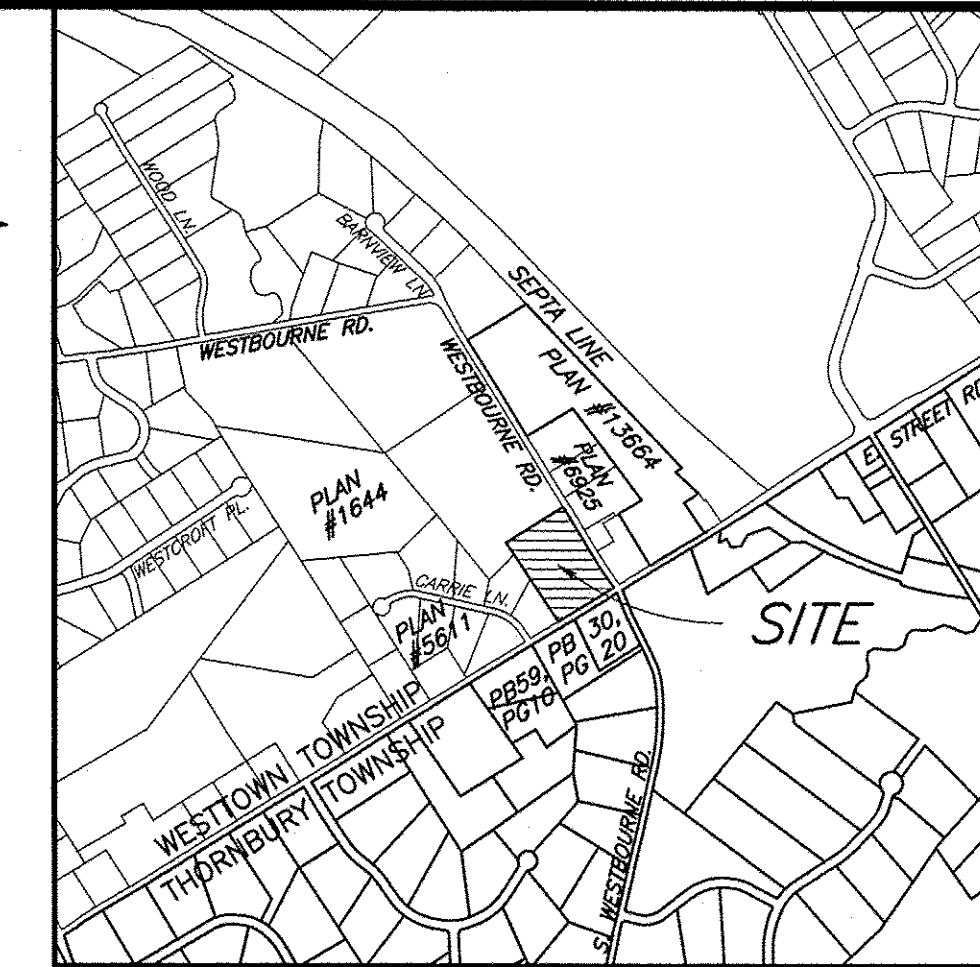 WOOD LN.
BARNVIEW LN.
SEPTA LINE
WESTBOURNE RD.
WESTBOURNE RD.
PLAN #13664
PLAN
#6925
E. STREET RD
PLAN
#1644
WESTCROFT PL.
CARRIE LN.
PLAN
#5611
SITE
PB 30,
PG 20
PB59,
PG10
WESTTOWN TOWNSHIP
THORNBURY TOWNSHIP
S. WESTBOURNE RD.